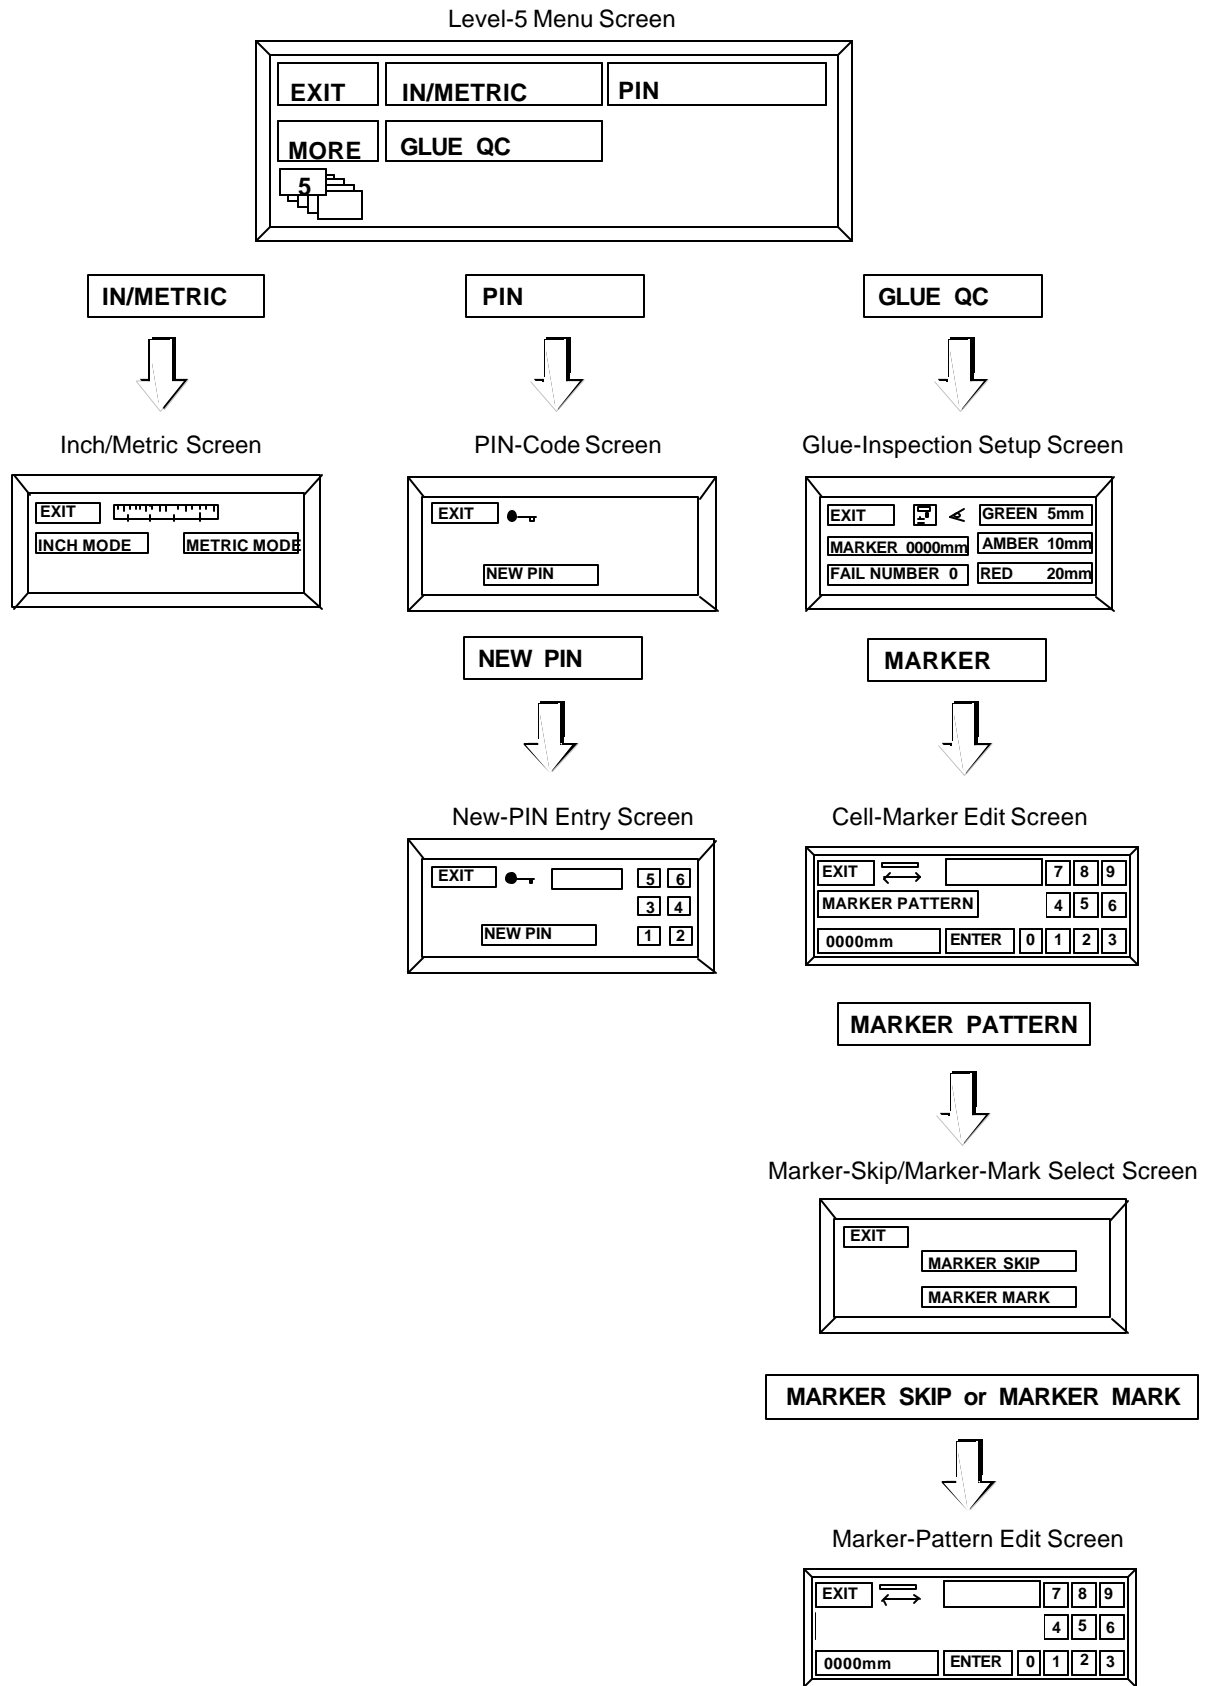 Level-5 Menu Screen
EXIT IN/METRIC PIN
MORE GLUE QC
5
IN/METRIC PIN GLUE QC
Inch/Metric Screen PIN-Code Screen Glue-Inspection Setup Screen
EXIT
INCH MODE METRIC MODE
EXIT
NEW PIN
EXIT GREEN 5mm
MARKER 0000mm AMBER 10mm
FAIL NUMBER 0 RED 20mm
NEW PIN MARKER
New-PIN Entry Screen Cell-Marker Edit Screen
EXIT 5 6
3 4
NEW PIN 1 2
EXIT 7 8 9
MARKER PATTERN 4 5 6
0000mm ENTER 0 1 2 3
MARKER PATTERN
Marker-Skip/Marker-Mark Select Screen
EXIT
MARKER SKIP
MARKER MARK
MARKER SKIP or MARKER MARK
Marker-Pattern Edit Screen
EXIT 7 8 9
4 5 6
0000mm ENTER 0 1 2 3